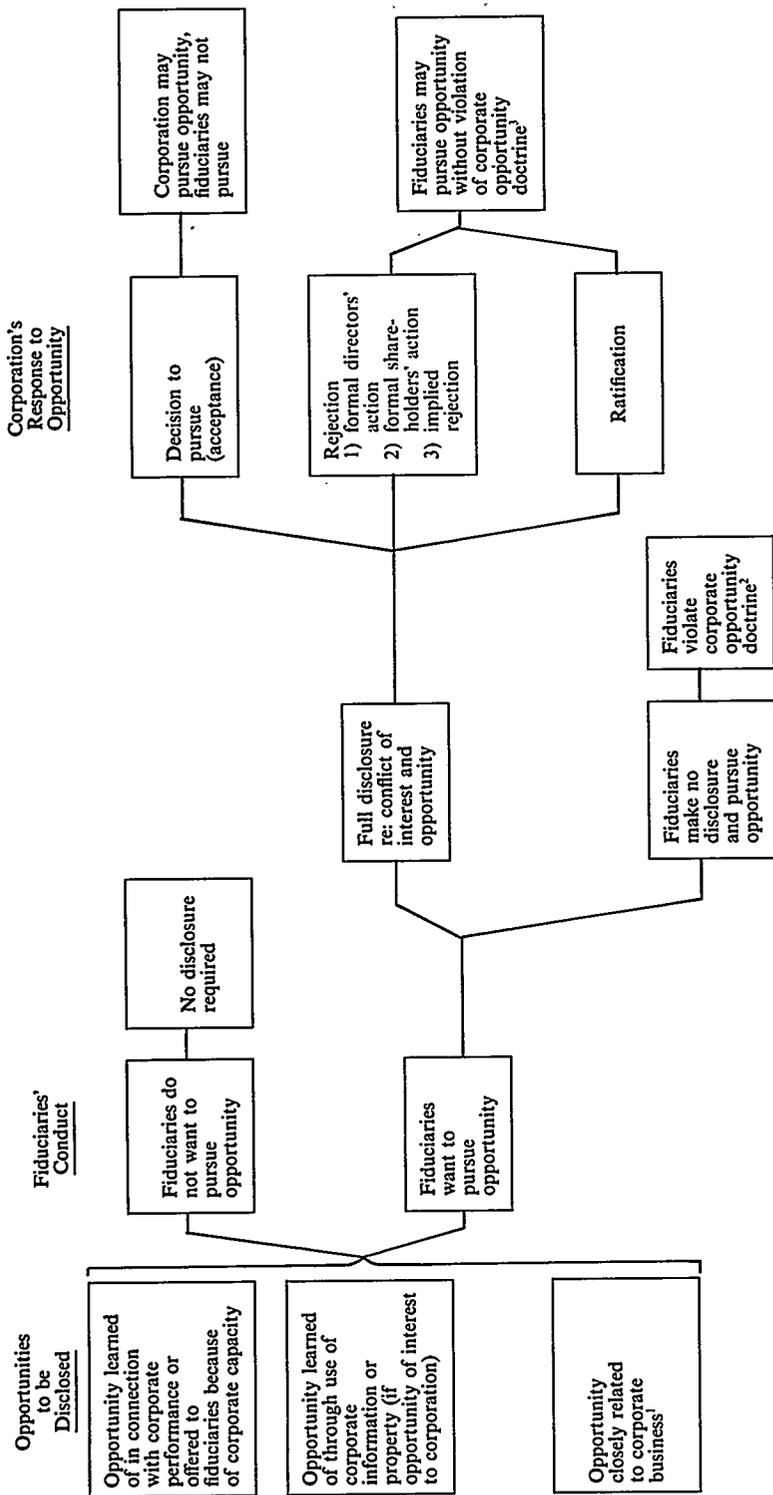 Opportunities
to be
Disclosed
Opportunity learned
of in connection
with corporate
performance or
offered to
fiduciaries because
of corporate capacity
Opportunity learned
of through use of
corporate
information or
property (if
opportunity of interest
to corporation)
Opportunity
closely related
to corporate
business¹
Fiduciaries'
Conduct
Fiduciaries do
not want to
pursue
opportunity
No disclosure
required
Fiduciaries
want to
pursue
opportunity
Full disclosure
re: conflict of
interest and
opportunity
Fiduciaries
make no
disclosure
and pursue
opportunity
Fiduciaries
violate
corporate
opportunity
doctrine²
Corporation's
Response to
Opportunity
Decision to
pursue
(acceptance)
Corporation may
pursue opportunity,
fiduciaries may not
pursue
Rejection
1) formal directors'
action
2) formal share-
holders' action
3) implied
rejection
Ratification
Fiduciaries may
pursue opportunity
without violation
of corporate
opportunity
doctrine³